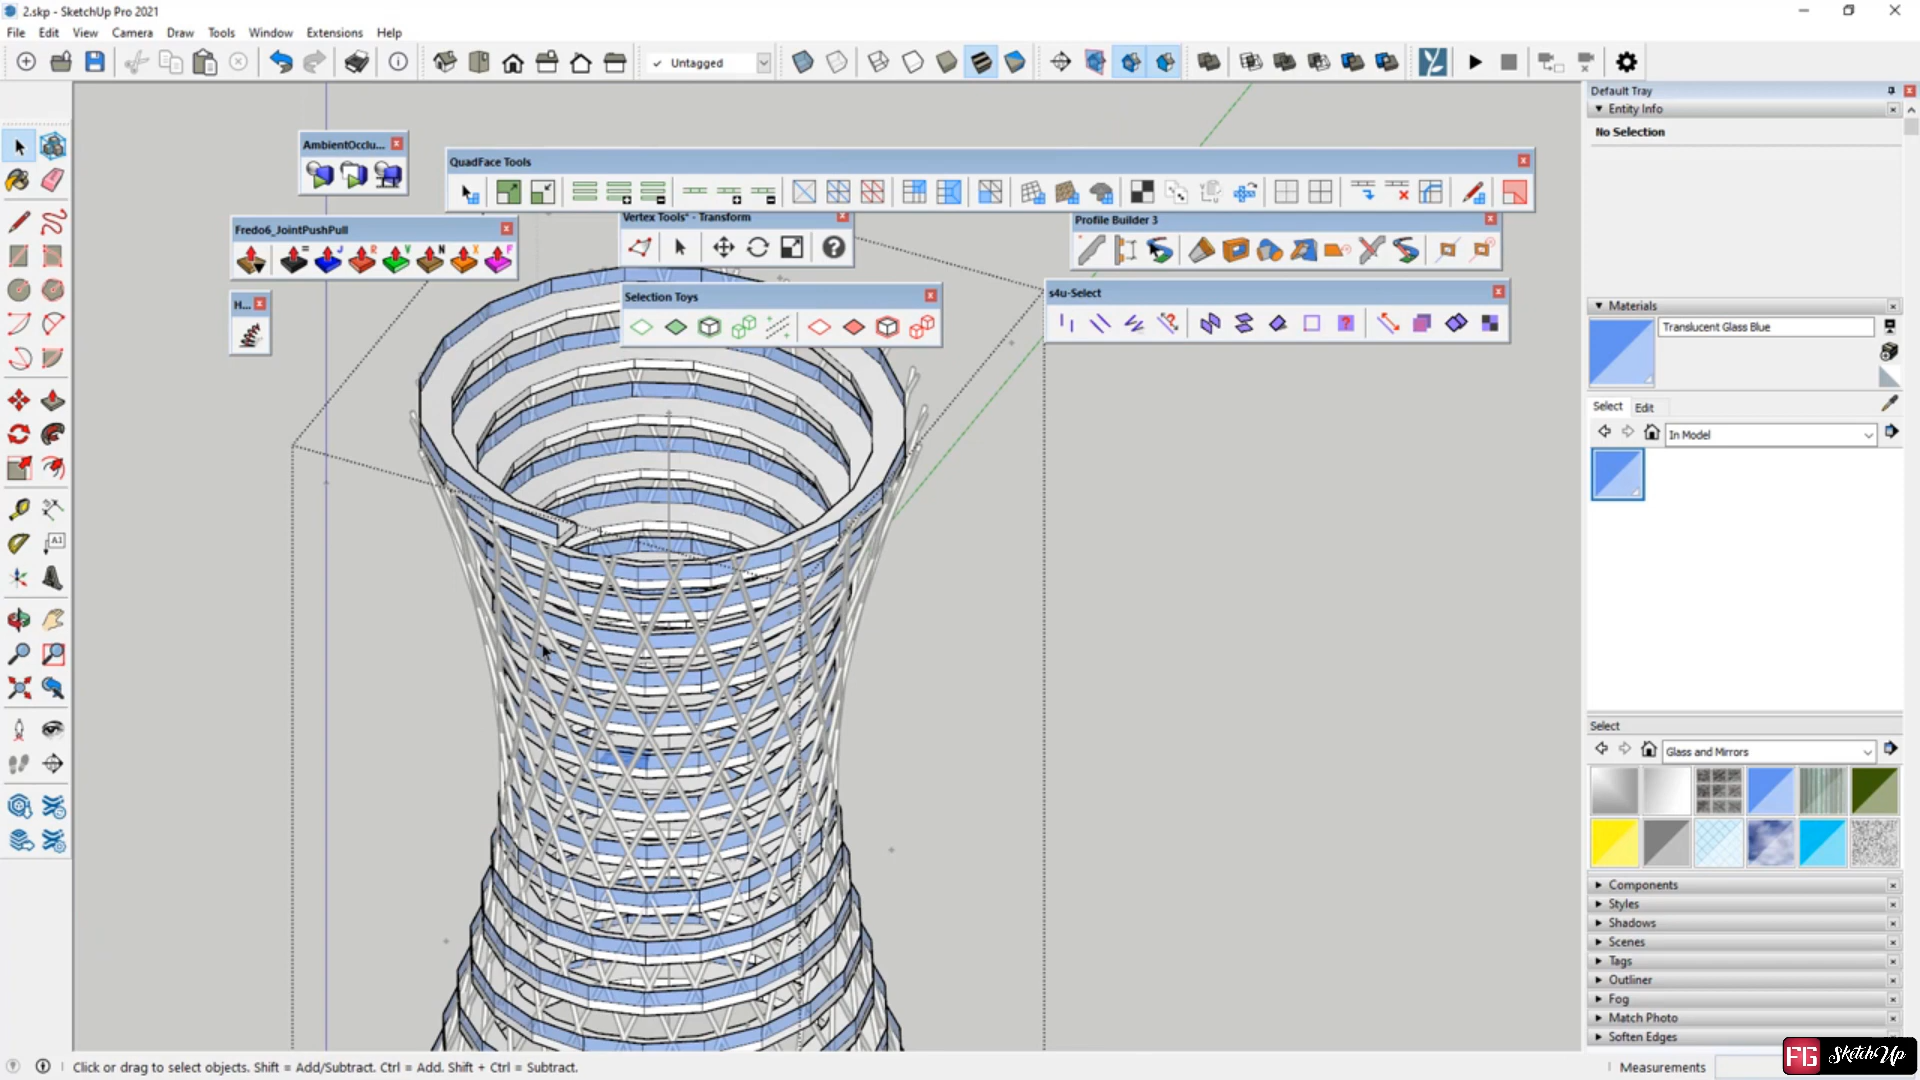 2.skp - SketchUp Pro 2021
File Edit View Camera Draw Tools Window Extensions Help
✓ Untagged
Default Tray
Entity Info
No Selection
AmbientOcclu...
QuadFace Tools
Vertex Tools² - Transform
Profile Builder 3
Fredo6_JointPushPull
= J R V N X F
H...
Selection Toys
s4u-Select
Materials
Translucent Glass Blue
Select Edit
In Model
Select
Glass and Mirrors
Components
Styles
Shadows
Scenes
Tags
Outliner
Fog
Match Photo
Soften Edges
Click or drag to select objects. Shift = Add/Subtract. Ctrl = Add. Shift + Ctrl = Subtract.
Measurements
FG SketchUp